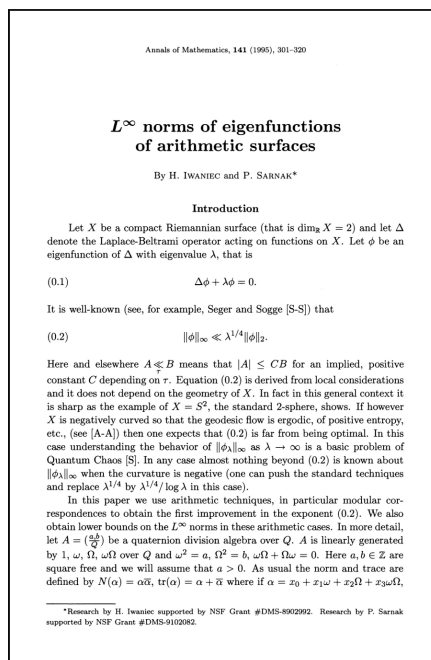 Annals of Mathematics, 141 (1995), 301–320
L^∞ norms of eigenfunctions
of arithmetic surfaces
By H. Iwaniec and P. Sarnak*
Introduction
Let X be a compact Riemannian surface (that is dim_ℝ X = 2) and let Δ
denote the Laplace-Beltrami operator acting on functions on X. Let ϕ be an
eigenfunction of Δ with eigenvalue λ, that is
(0.1) Δϕ + λϕ = 0.
It is well-known (see, for example, Seger and Sogge [S-S]) that
(0.2) ‖ϕ‖_∞ ≪ λ^{1/4}‖ϕ‖_2.
Here and elsewhere A ≪_τ B means that |A| ≤ CB for an implied, positive
constant C depending on τ. Equation (0.2) is derived from local considerations
and it does not depend on the geometry of X. In fact in this general context it
is sharp as the example of X = S², the standard 2-sphere, shows. If however
X is negatively curved so that the geodesic flow is ergodic, of positive entropy,
etc., (see [A-A]) then one expects that (0.2) is far from being optimal. In this
case understanding the behavior of ‖ϕ_λ‖_∞ as λ → ∞ is a basic problem of
Quantum Chaos [S]. In any case almost nothing beyond (0.2) is known about
‖ϕ_λ‖_∞ when the curvature is negative (one can push the standard techniques
and replace λ^{1/4} by λ^{1/4}/ log λ in this case).
In this paper we use arithmetic techniques, in particular modular cor-
respondences to obtain the first improvement in the exponent (0.2). We also
obtain lower bounds on the L^∞ norms in these arithmetic cases. In more detail,
let A = (a,b/Q) be a quaternion division algebra over Q. A is linearly generated
by 1, ω, Ω, ωΩ over Q and ω² = a, Ω² = b, ωΩ + Ωω = 0. Here a, b ∈ ℤ are
square free and we will assume that a > 0. As usual the norm and trace are
defined by N(α) = αᾱ, tr(α) = α + ᾱ where if α = x₀ + x₁ω + x₂Ω + x₃ωΩ,
*Research by H. Iwaniec supported by NSF Grant #DMS-8902992. Research by P. Sarnak
supported by NSF Grant #DMS-9102082.